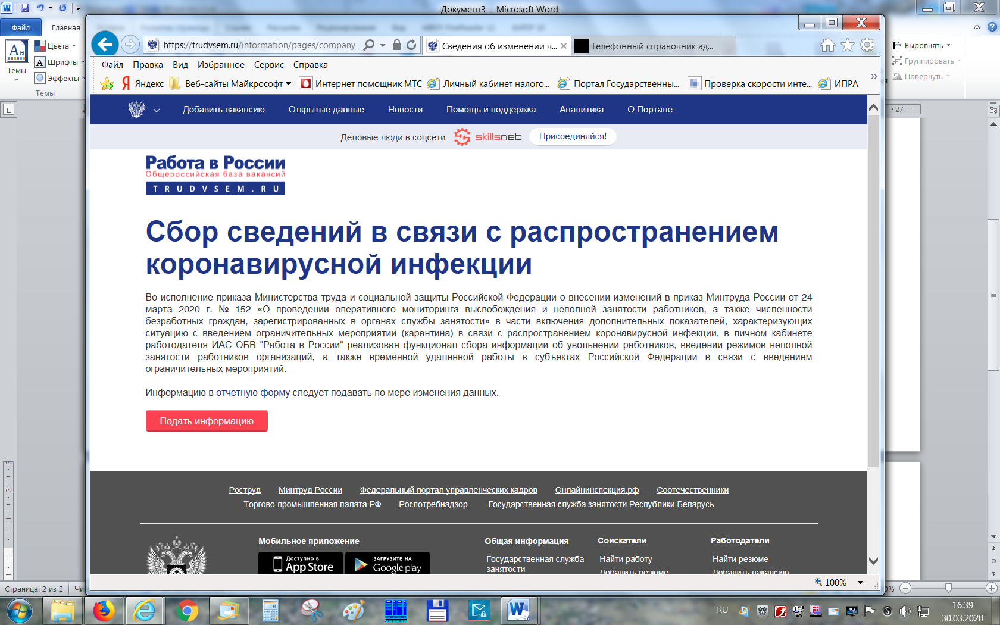 Документ3 - Microsoft Word
Файл
Главная
https://trudvsem.ru/information/pages/company_
Сведения об изменении ч...
Телефонный справочник ад...
Файл Правка Вид Избранное Сервис Справка
Яндекс Веб-сайты Майкрософт Интернет помощник МТС Личный кабинет налого... Портал Государственны... Проверка скорости инте... ИПРА
Темы
Цвета
Шрифты
Эффекты
Темы
Выровнять
Группировать
Повернуть
27
Добавить вакансию Открытые данные Новости Помощь и поддержка Аналитика О Портале
Деловые люди в соцсети skillsnet Присоединяйся!
Работа в России
Общероссийская база вакансий
TRUDVSEM.RU
Сбор сведений в связи с распространением
коронавирусной инфекции
Во исполнение приказа Министерства труда и социальной защиты Российской Федерации о внесении изменений в приказ Минтруда России от 24
марта 2020 г. № 152 «О проведении оперативного мониторинга высвобождения и неполной занятости работников, а также численности
безработных граждан, зарегистрированных в органах службы занятости» в части включения дополнительных показателей, характеризующих
ситуацию с введением ограничительных мероприятий (карантина) в связи с распространением коронавирусной инфекции, в личном кабинете
работодателя ИАС ОБВ "Работа в России" реализован функционал сбора информации об увольнении работников, введении режимов неполной
занятости работников организаций, а также временной удаленной работы в субъектах Российской Федерации в связи с введением
ограничительных мероприятий.
Информацию в отчетную форму следует подавать по мере изменения данных.
Подать информацию
Роструд Минтруд России Федеральный портал управленческих кадров Онлайнинспекция.рф Соотечественники
Торгово-промышленная палата РФ Роспотребнадзор Государственная служба занятости Республики Беларусь
Мобильное приложение
Доступно в
App Store
ЗАГРУЗИТЕ НА
Google play
Общая информация
Государственная служба
занятости
Соискатели
Найти работу
Добавить резюме
Работодатели
Найти резюме
Добавить вакансию
100%
Страница: 2 из 2
RU
16:39
30.03.2020